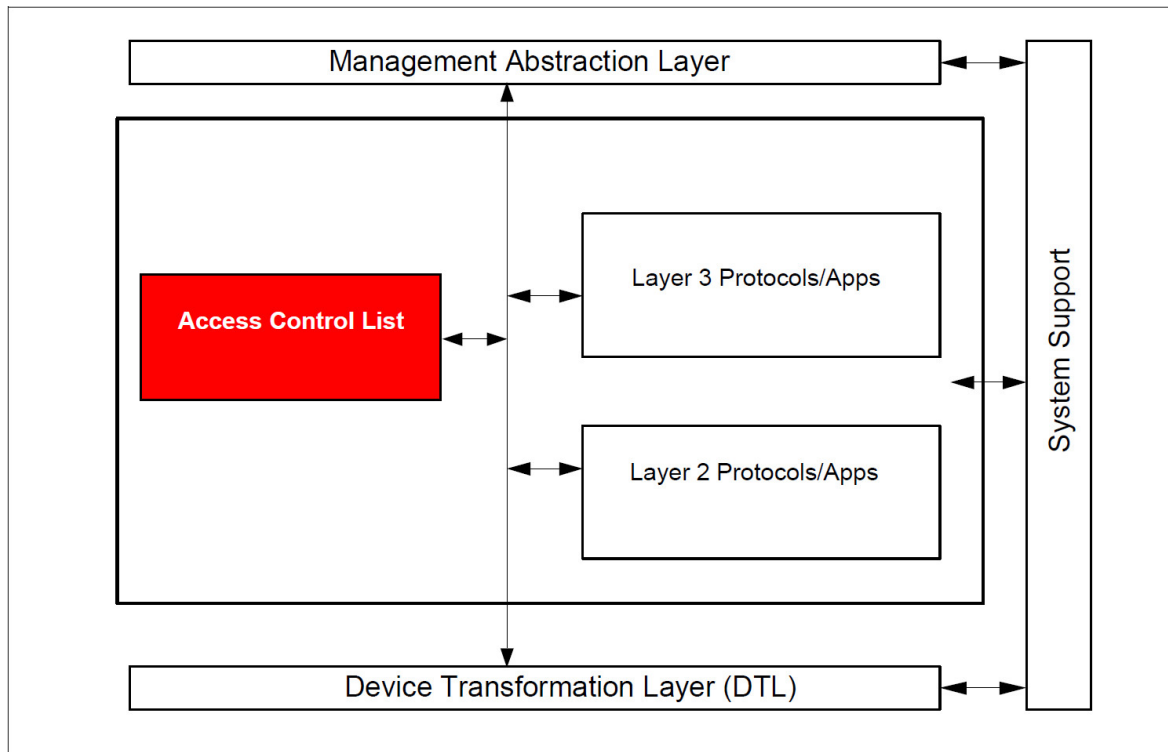 Management Abstraction Layer
Layer 3 Protocols/Apps
Access Control List
Layer 2 Protocols/Apps
System Support
Device Transformation Layer (DTL)